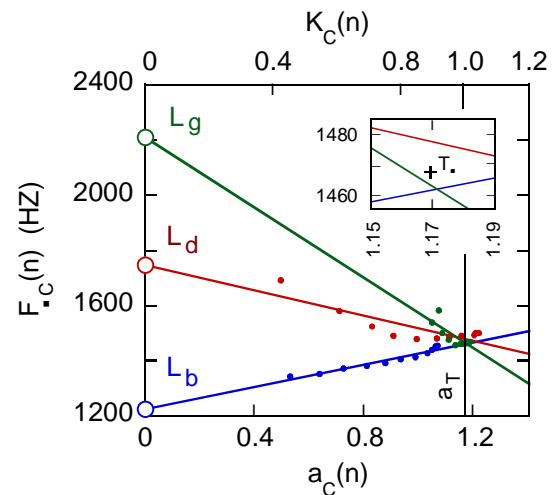 K_C(n)
0 0.4 0.8 1.0 1.2
2400
2000
1600
1200
F▪C(n) (HZ)
L_g
L_d
L_b
1480
1460
1.15 1.17 1.19
+ T▪
a_T
0 0.4 0.8 1.2
a_C(n)